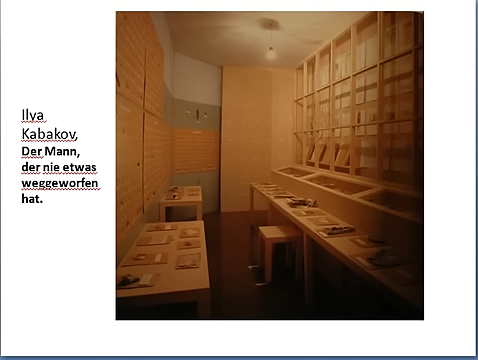 Ilya
Kabakov,
Der Mann,
der nie etwas
weggeworfen
hat.